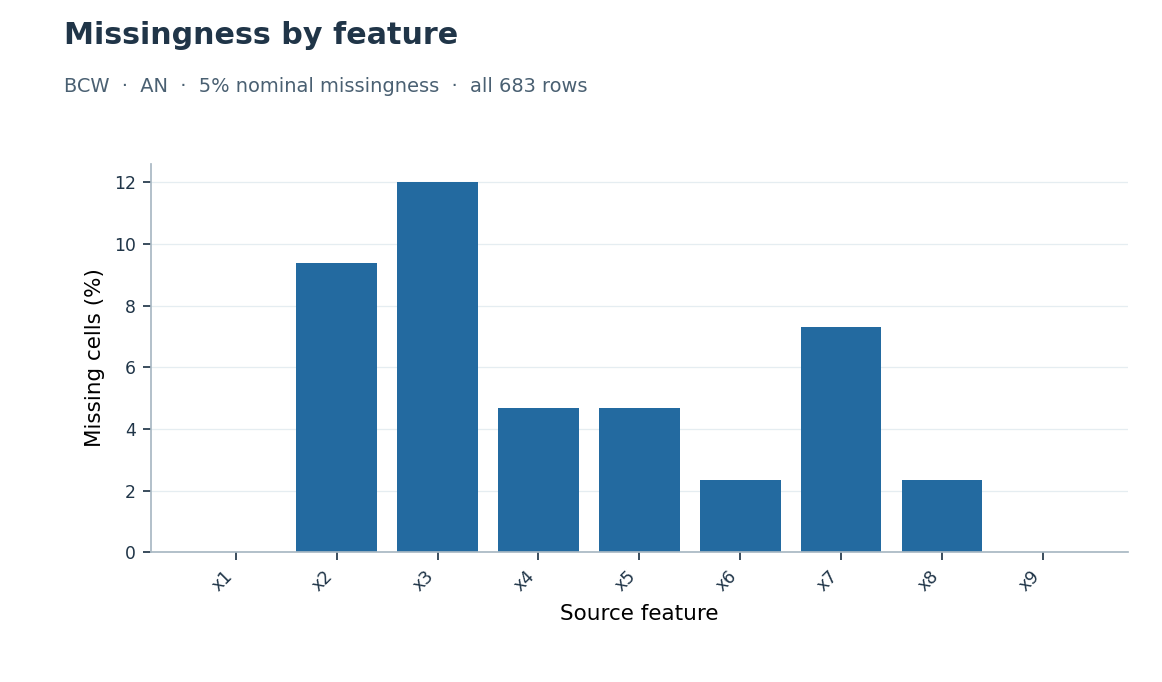 Missingness by feature
BCW · AN · 5% nominal missingness · all 683 rows
Missing cells (%)
12
10
8
6
4
2
0
x1 x2 x3 x4 x5 x6 x7 x8 x9
Source feature